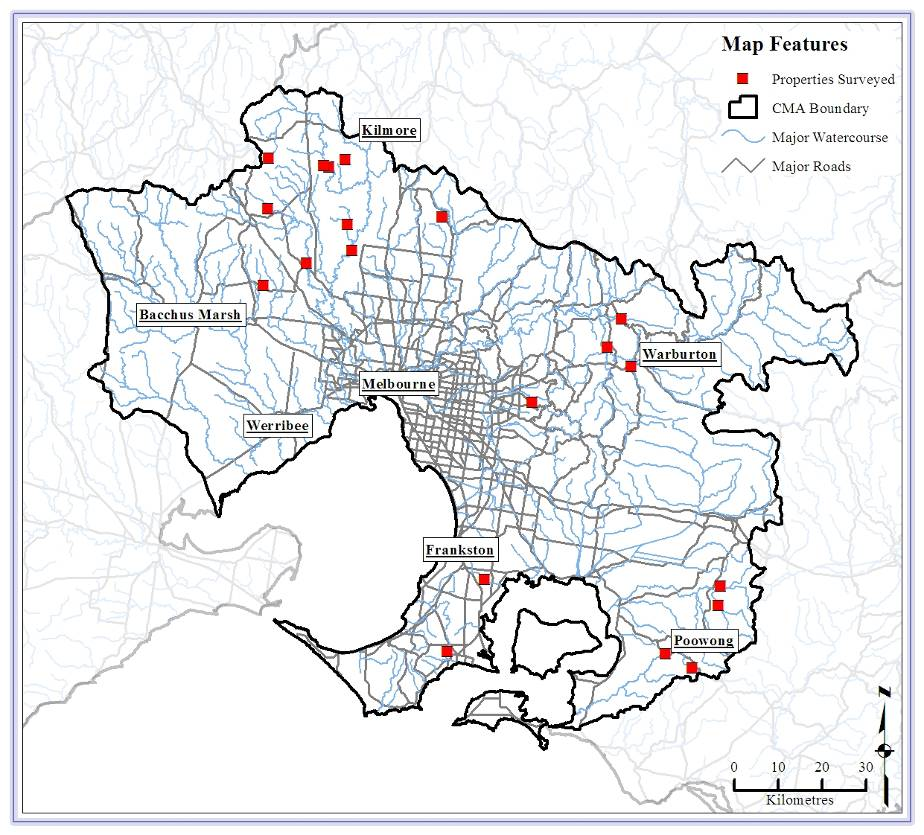 Map Features
Properties Surveyed
CMA Boundary
Major Watercourse
Major Roads
Kilmore
Bacchus Marsh
Warburton
Melbourne
Werribee
Frankston
Poowong
N
0 10 20 30
Kilometres